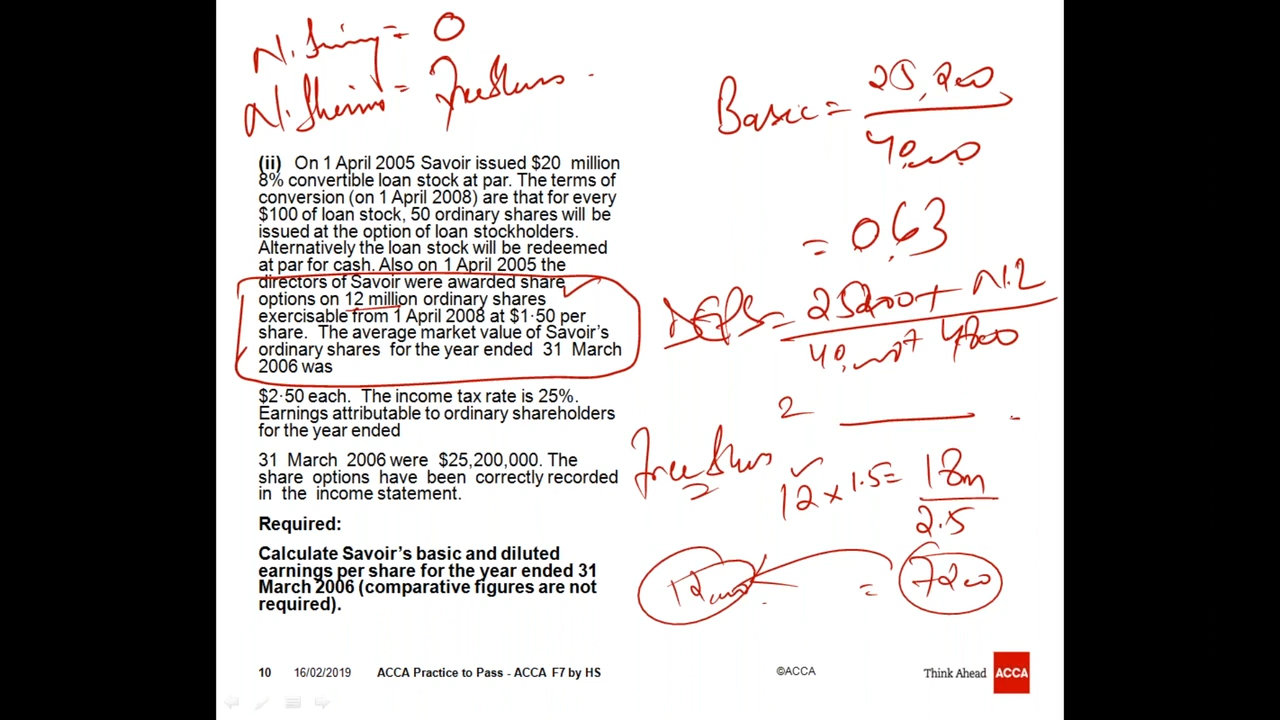 N. Saving = 0
N. Shares = Free Shares.
(ii) On 1 April 2005 Savoir issued $20 million
8% convertible loan stock at par. The terms of
conversion (on 1 April 2008) are that for every
$100 of loan stock, 50 ordinary shares will be
issued at the option of loan stockholders.
Alternatively the loan stock will be redeemed
at par for cash. Also on 1 April 2005 the
directors of Savoir were awarded share
options on 12 million ordinary shares
exercisable from 1 April 2008 at $1·50 per
share. The average market value of Savoir's
ordinary shares for the year ended 31 March
2006 was
$2·50 each. The income tax rate is 25%.
Earnings attributable to ordinary shareholders
for the year ended
31 March 2006 were $25,200,000. The
share options have been correctly recorded
in the income statement.
Required:
Calculate Savoir's basic and diluted
earnings per share for the year ended 31
March 2006 (comparative figures are not
required).
Basic = 25,200
40,000
= 0.63
DEPS = 25200 +
40,000 + 4800
Free Shares
12 x 1.5 = 18m
2.5
12000
= 7200
10 16/02/2019 ACCA Practice to Pass - ACCA F7 by HS ©ACCA Think Ahead ACCA